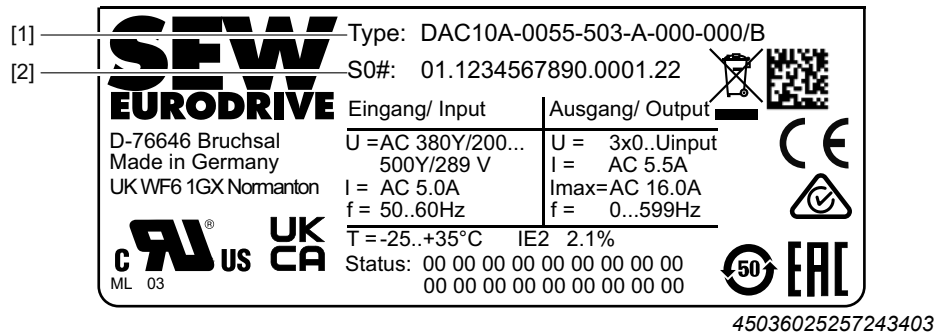 [1]
[2]
SEW
EURODRIVE
D-76646 Bruchsal
Made in Germany
UK WF6 1GX Normanton
Type: DAC10A-0055-503-A-000-000/B
S0#: 01.1234567890.0001.22
Eingang/ Input
U =AC 380Y/200...
500Y/289 V
I = AC 5.0A
f = 50..60Hz
Ausgang/ Output
U = 3x0..Uinput
I = AC 5.5A
Imax=AC 16.0A
f = 0...599Hz
T =-25..+35°C IE2 2.1%
Status: 00 00 00 00 00 00 00 00 00
00 00 00 00 00 00 00 00 00
C RU ® US
ML 03
UK
CA
CE
50
EAC
45036025257243403